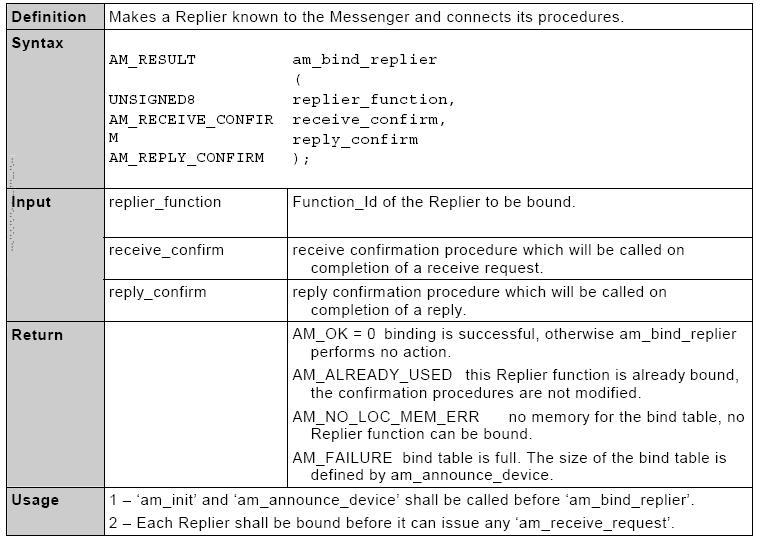 Definition Makes a Replier known to the Messenger and connects its procedures.
Syntax
AM_RESULT am_bind_replier
(
UNSIGNED8 replier_function,
AM_RECEIVE_CONFIR receive_confirm,
M reply_confirm
AM_REPLY_CONFIRM );
Input replier_function Function_Id of the Replier to be bound.
receive_confirm receive confirmation procedure which will be called on
completion of a receive request.
reply_confirm reply confirmation procedure which will be called on
completion of a reply.
Return AM_OK = 0 binding is successful, otherwise am_bind_replier
performs no action.
AM_ALREADY_USED this Replier function is already bound,
the confirmation procedures are not modified.
AM_NO_LOC_MEM_ERR no memory for the bind table, no
Replier function can be bound.
AM_FAILURE bind table is full. The size of the bind table is
defined by am_announce_device.
Usage 1 – ‘am_init’ and ‘am_announce_device’ shall be called before ‘am_bind_replier’.
2 – Each Replier shall be bound before it can issue any ‘am_receive_request’.